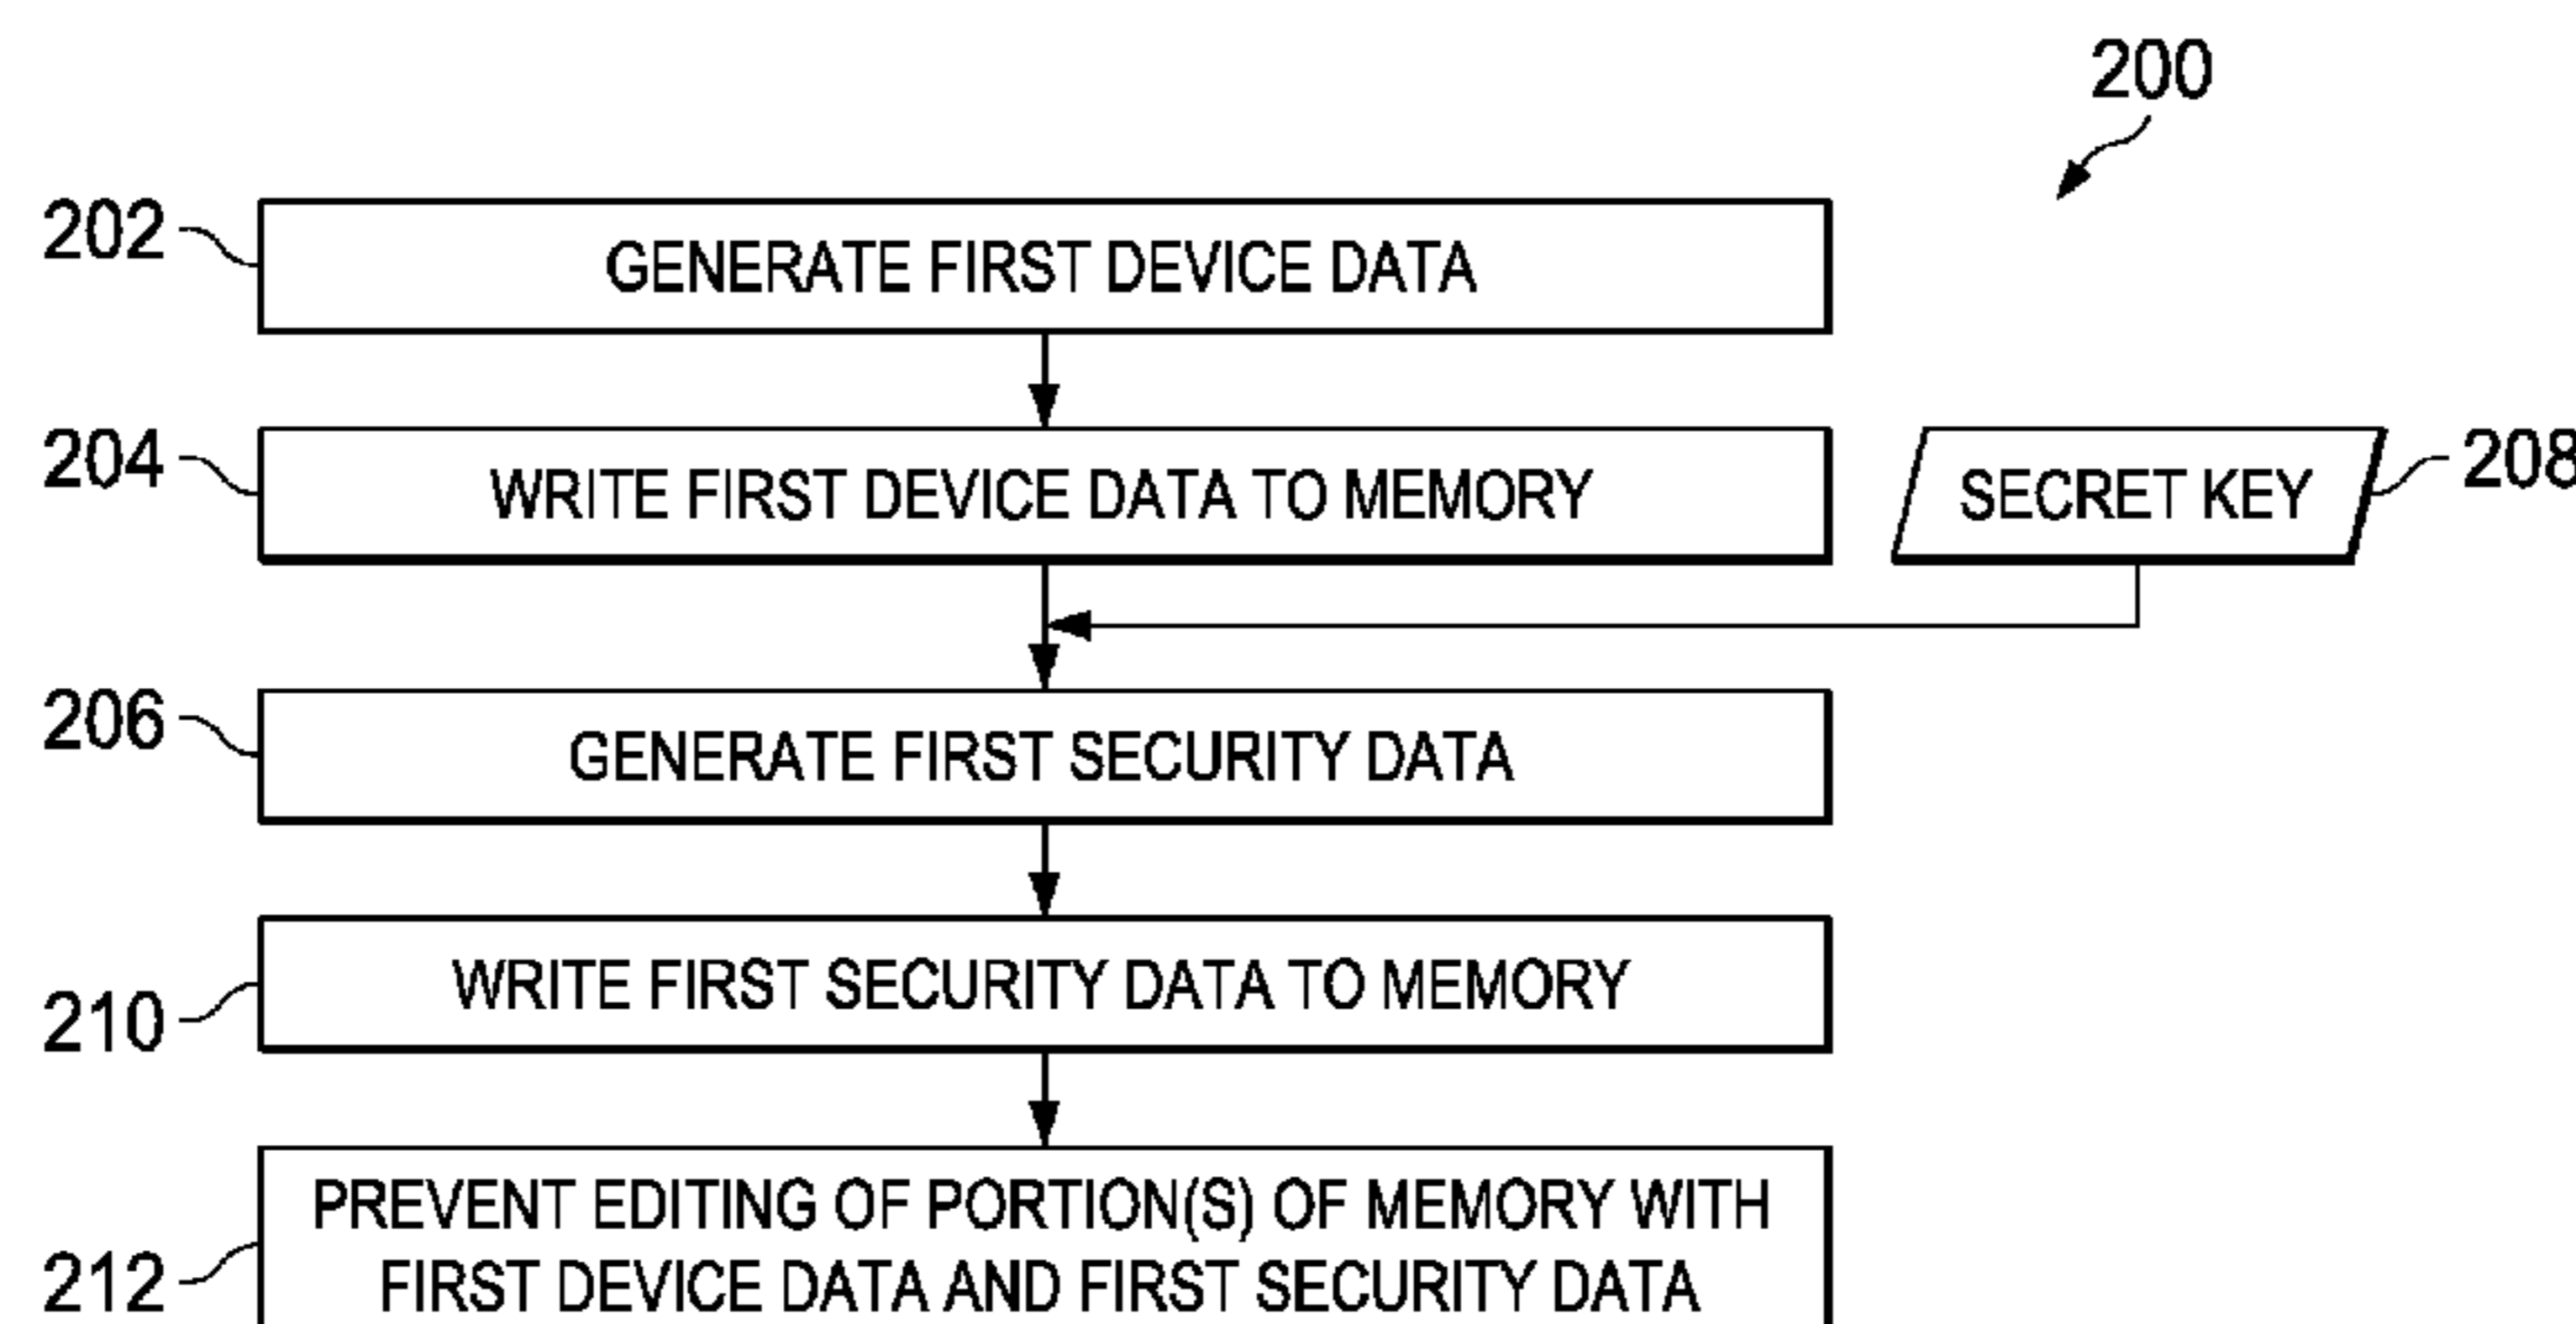 200
202
GENERATE FIRST DEVICE DATA
204
WRITE FIRST DEVICE DATA TO MEMORY
SECRET KEY
208
206
GENERATE FIRST SECURITY DATA
WRITE FIRST SECURITY DATA TO MEMORY
210
PREVENT EDITING OF PORTION(S) OF MEMORY WITH
FIRST DEVICE DATA AND FIRST SECURITY DATA
212